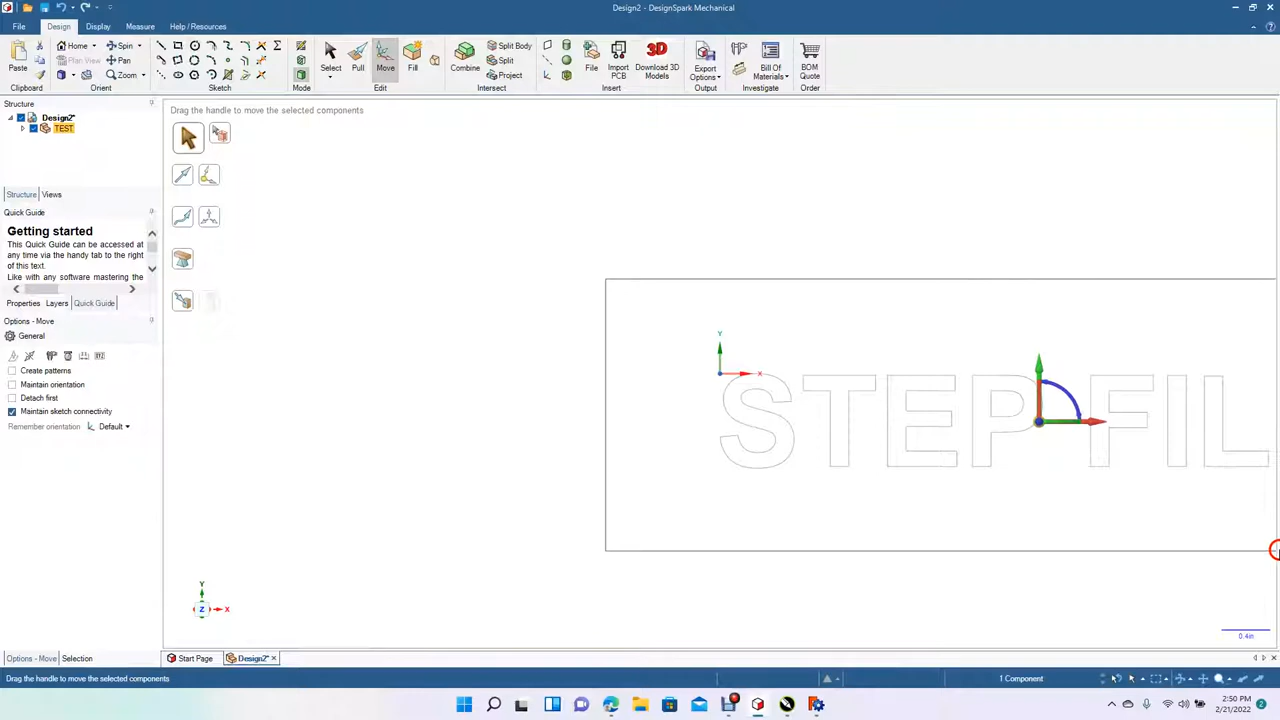 Design2 - DesignSpark Mechanical
File Design Display Measure Help / Resources
Paste
Clipboard
Home Spin
Plan View Pan
Zoom
Orient
Sketch
Mode
Select Pull Move Fill
Edit
Combine Split Body
Split
Project
Intersect
File Import PCB Download 3D Models
Insert
Export Options
Output
Bill Of Materials
Investigate
BOM Quote
Order
Structure
Design2*
TEST
Structure Views
Quick Guide
Getting started
This Quick Guide can be accessed at
any time via the handy tab to the right
of this text.
Like with any software mastering the
Properties Layers Quick Guide
Options - Move
General
Create patterns
Maintain orientation
Detach first
Maintain sketch connectivity
Remember orientation Default
Options - Move Selection
Drag the handle to move the selected components
Y
X
STEP FIL
Y
Z X
0.4in
Start Page Design2*
Drag the handle to move the selected components
1 Component
2:50 PM
2/21/2022
2